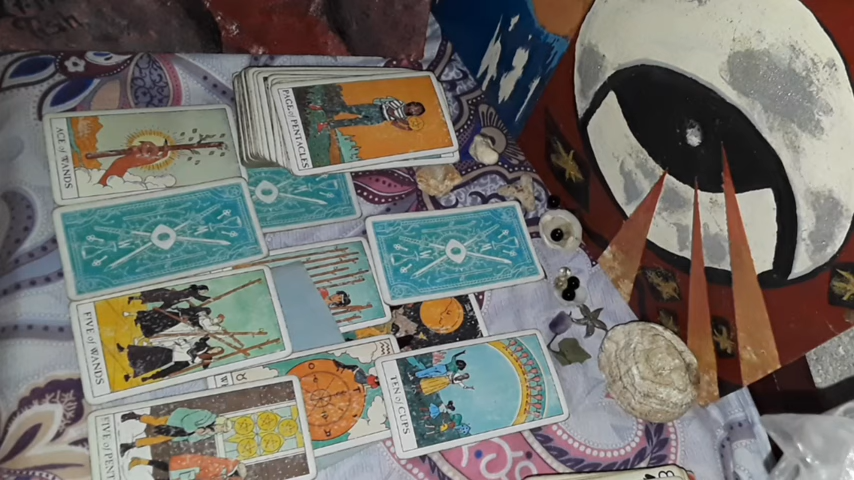 PAGE of PENTACLES
ACE of WANDS
FIVE of WANDS
TEN of CUPS
FIVE of PENT